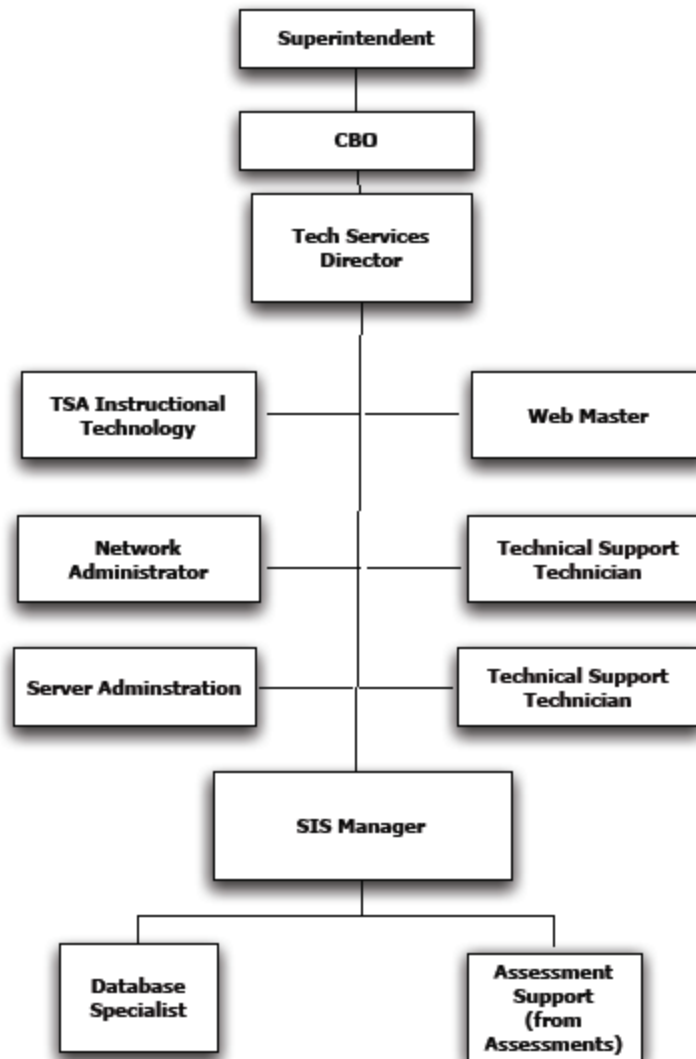 Superintendent
CBO
Tech Services
Director
TSA Instructional
Technology
Web Master
Network
Administrator
Technical Support
Technician
Server Adminstration
Technical Support
Technician
SIS Manager
Database
Specialist
Assessment
Support
(from
Assessments)